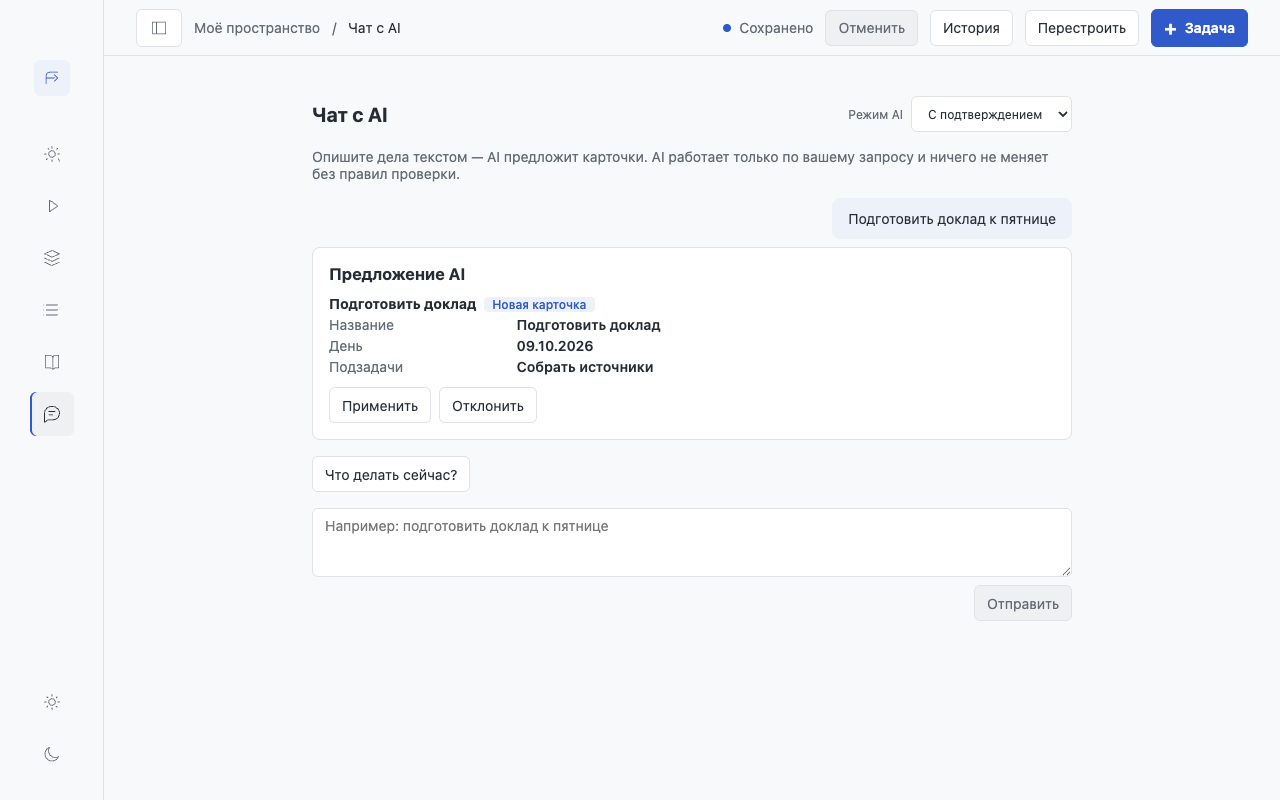 Моё пространство / Чат с AI
Сохранено
Отменить
История
Перестроить
+ Задача
Чат с AI
Режим AI
С подтверждением
Опишите дела текстом — AI предложит карточки. AI работает только по вашему запросу и ничего не меняет
без правил проверки.
Подготовить доклад к пятнице
Предложение AI
Подготовить доклад Новая карточка
Название Подготовить доклад
День 09.10.2026
Подзадачи Собрать источники
Применить
Отклонить
Что делать сейчас?
Например: подготовить доклад к пятнице
Отправить